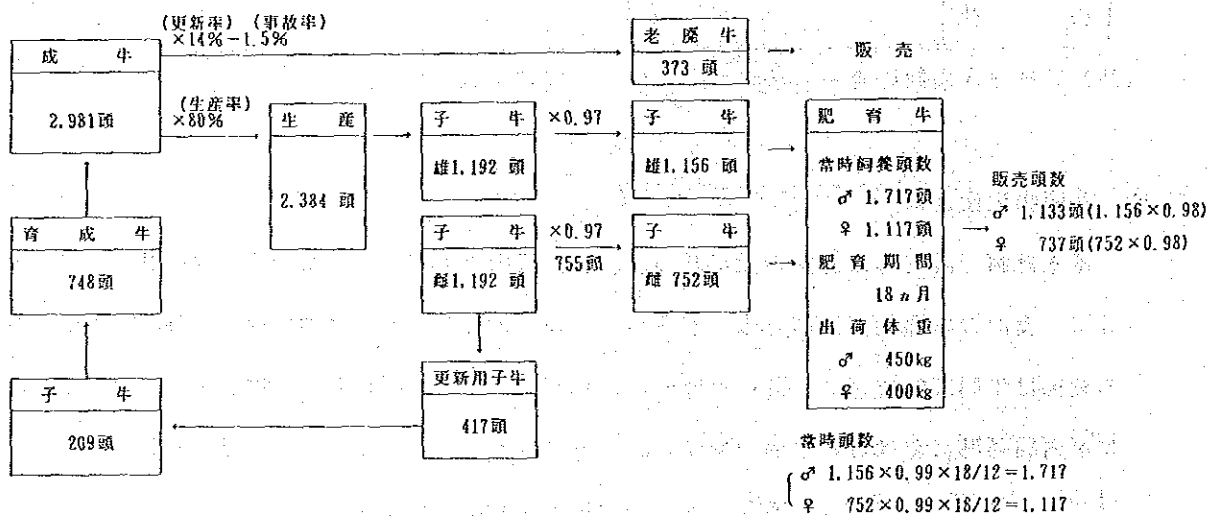 (更新率) (事故率)
×14%-1.5%
成 牛
2.981頭
老 廃 牛
373 頭
販 売
(生産率)
×80%
生 産
2.384 頭
子 牛
雄1,192 頭
×0.97
子 牛
雄1,156 頭
子 牛
雌1,192 頭
×0.97
755頭
子 牛
雌 752頭
肥 育 牛
常時飼養頭数
♂ 1,717頭
♀ 1,117頭
肥 育 期 間
18ヵ月
出 荷 体 重
♂ 450kg
♀ 400kg
販売頭数
♂ 1,133頭(1.156×0.98)
♀ 737頭(752×0.98)
育 成 牛
748頭
子 牛
209頭
更新用子牛
417頭
常時頭数
♂ 1.156×0.99×18/12=1.717
♀ 752×0.99×18/12=1.117